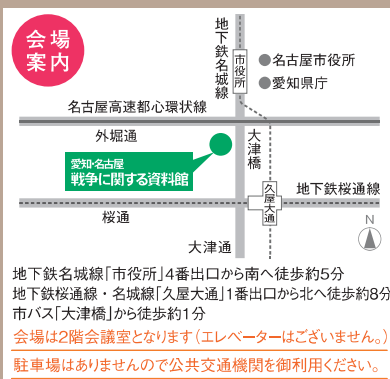 会場
案内
地下鉄名城線
市役所
●名古屋市役所
●愛知県庁
名古屋高速都心環状線
外堀通
大津橋
愛知・名古屋
戦争に関する資料館
久屋大通
地下鉄桜通線
桜通
大津通
N
地下鉄名城線「市役所」4番出口から南へ徒歩約5分
地下鉄桜通線・名城線「久屋大通」1番出口から北へ徒歩約8分
市バス「大津橋」から徒歩約1分
会場は2階会議室となります(エレベーターはございません。)
駐車場はありませんので公共交通機関を御利用ください。